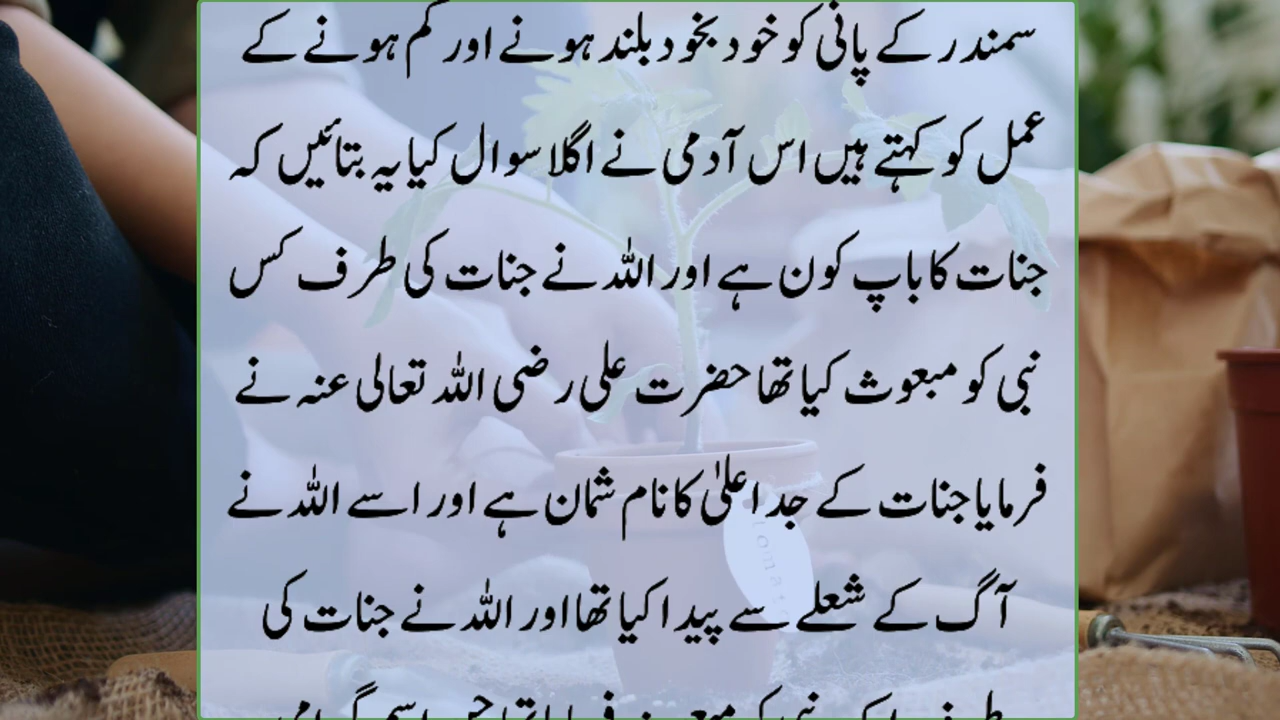 سمندر کے پانی کو خود بخود بلند ہونے اور کم ہونے کے
عمل کو کہتے ہیں اس آدمی نے اگلا سوال کیا یہ بتائیں کہ
جنات کا باپ کون ہے اور اللہ نے جنات کی طرف کس
نبی کو مبعوث کیا تھا حضرت علی رضی اللہ تعالی عنہ نے
فرمایا جنات کے جد اعلیٰ کا نام شمان ہے اور اسے اللہ نے
آگ کے شعلے سے پیدا کیا تھا اور اللہ نے جنات کی